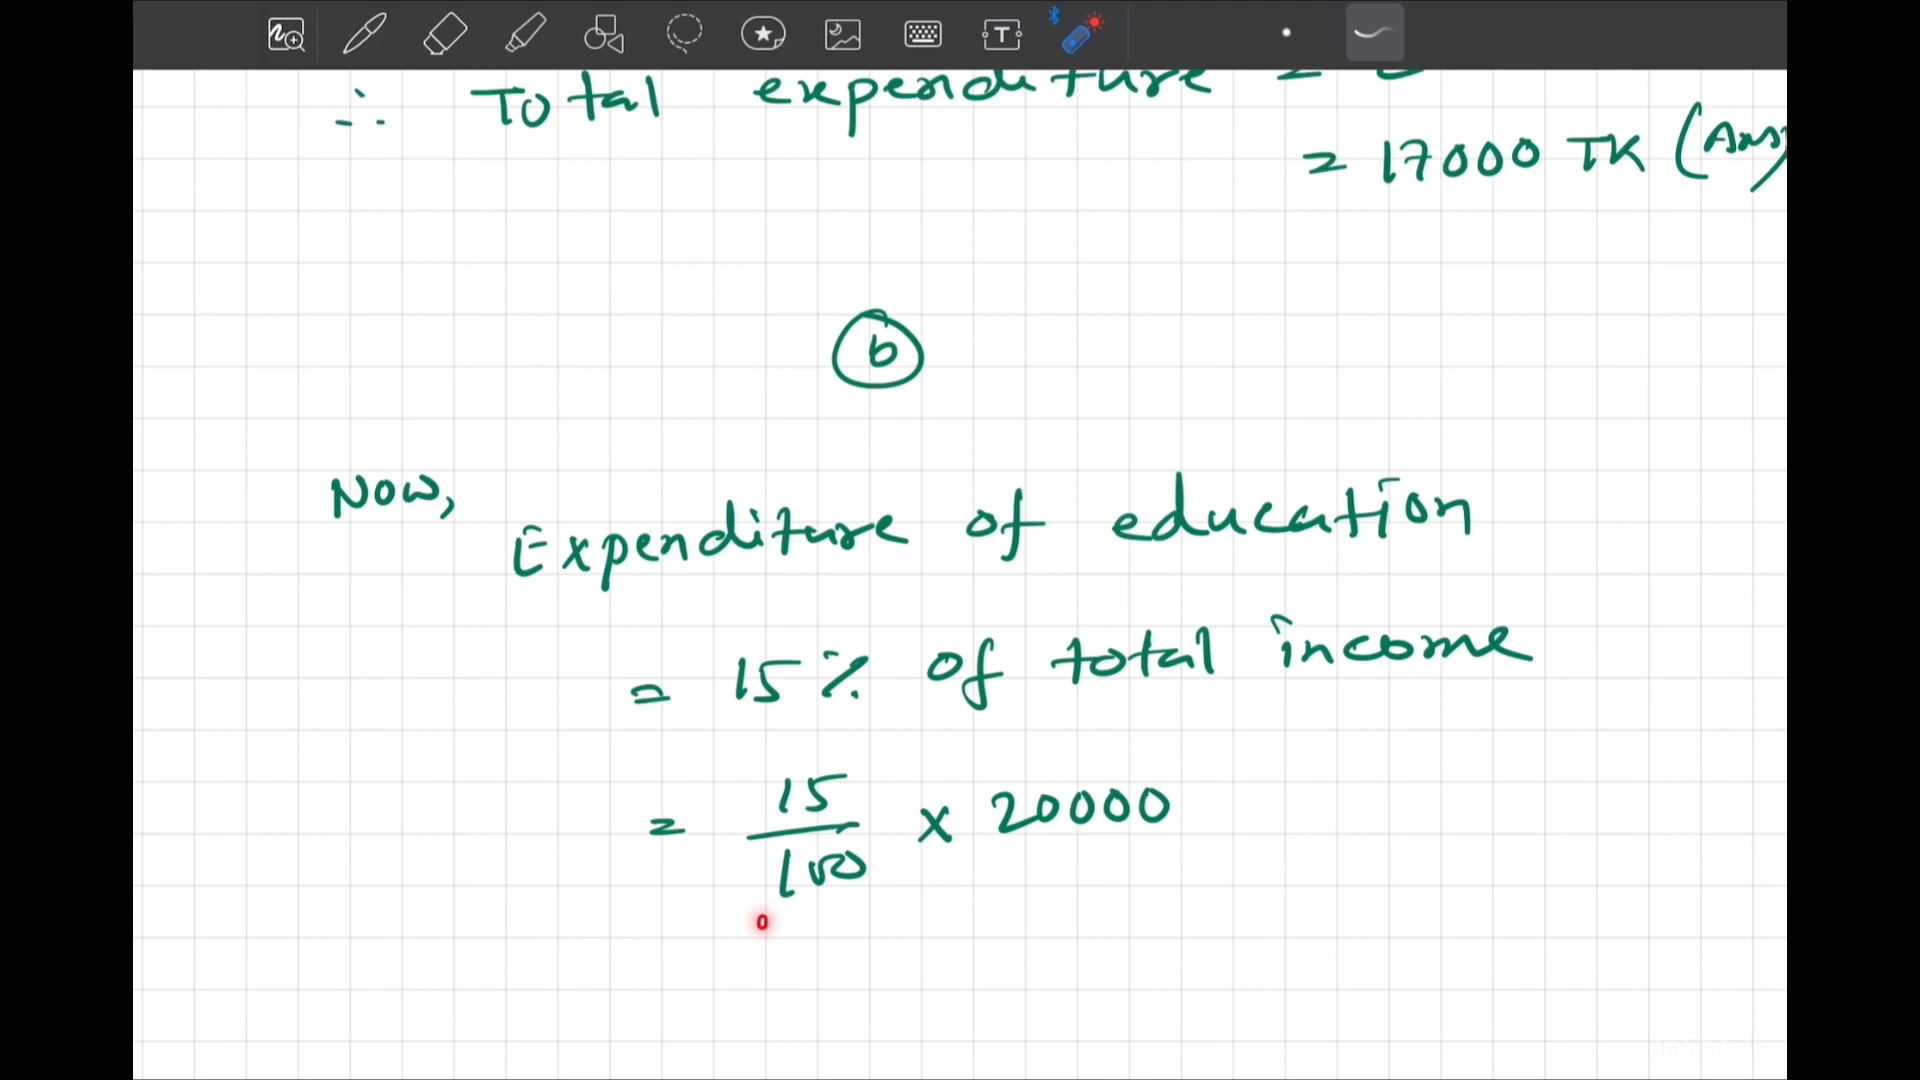 ∴ Total expenditure =
= 17000 TK (Ans)
b
Now,
Expenditure of education
= 15% of total income
= 15/100 × 20000